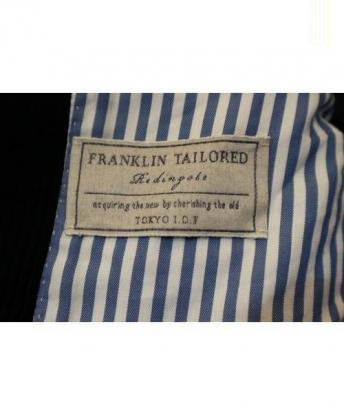 FRANKLIN TAILORED
Redingote
acquiring the new by cherishing the old
TOKYO I.O.F